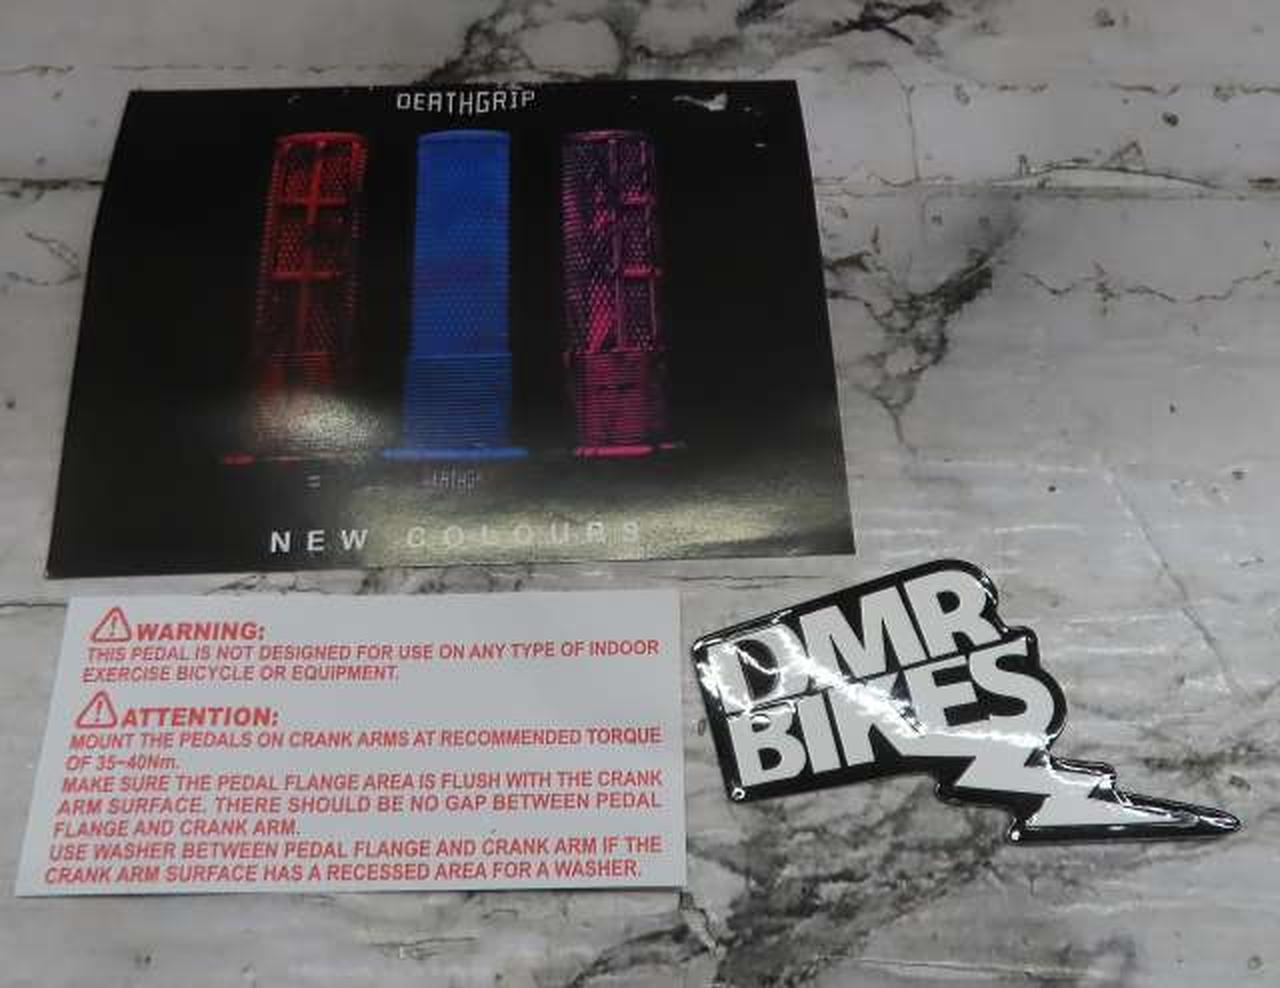 DEATHGRIP
NEW COLOURS
WARNING:
THIS PEDAL IS NOT DESIGNED FOR USE ON ANY TYPE OF INDOOR
EXERCISE BICYCLE OR EQUIPMENT.
ATTENTION:
MOUNT THE PEDALS ON CRANK ARMS AT RECOMMENDED TORQUE
OF 35~40Nm.
MAKE SURE THE PEDAL FLANGE AREA IS FLUSH WITH THE CRANK
ARM SURFACE, THERE SHOULD BE NO GAP BETWEEN PEDAL
FLANGE AND CRANK ARM.
USE WASHER BETWEEN PEDAL FLANGE AND CRANK ARM IF THE
CRANK ARM SURFACE HAS A RECESSED AREA FOR A WASHER.
DMR
BIKES